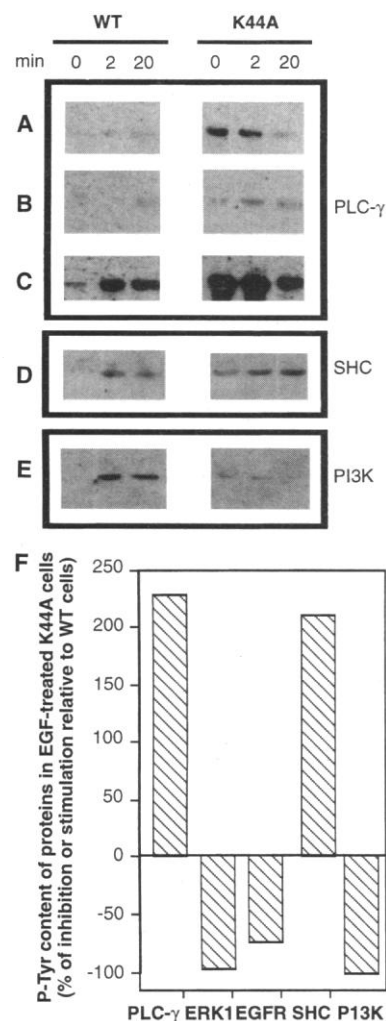 WT K44A
min 0 2 20 0 2 20
A
B PLC-γ
C
D SHC
E PI3K
F
P-Tyr content of proteins in EGF-treated K44A cells
(% of inhibition or stimulation relative to WT cells)
250
200
150
100
50
0
-50
-100
PLC-γ ERK1 EGFR SHC P13K